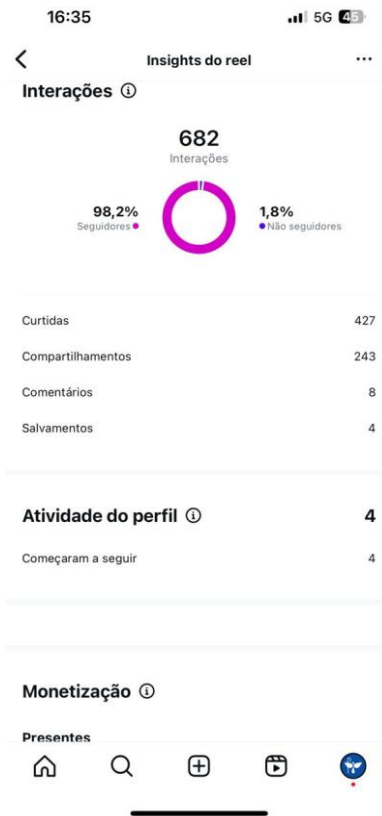 16:35
5G 45
Insights do reel
Interações
682
Interações
98,2%
Seguidores
1,8%
Não seguidores
Curtidas 427
Compartilhamentos 243
Comentários 8
Salvamentos 4
Atividade do perfil 4
Começaram a seguir 4
Monetização
Presentes